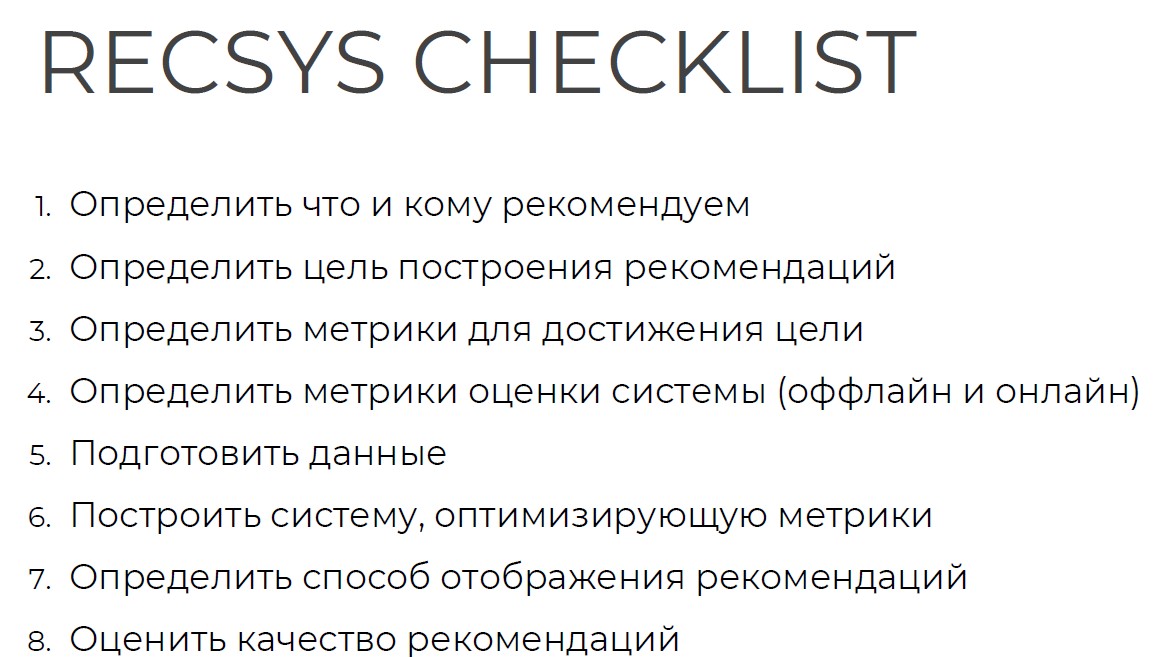 RECSYS CHECKLIST
1. Определить что и кому рекомендуем
2. Определить цель построения рекомендаций
3. Определить метрики для достижения цели
4. Определить метрики оценки системы (оффлайн и онлайн)
5. Подготовить данные
6. Построить систему, оптимизирующую метрики
7. Определить способ отображения рекомендаций
8. Оценить качество рекомендаций